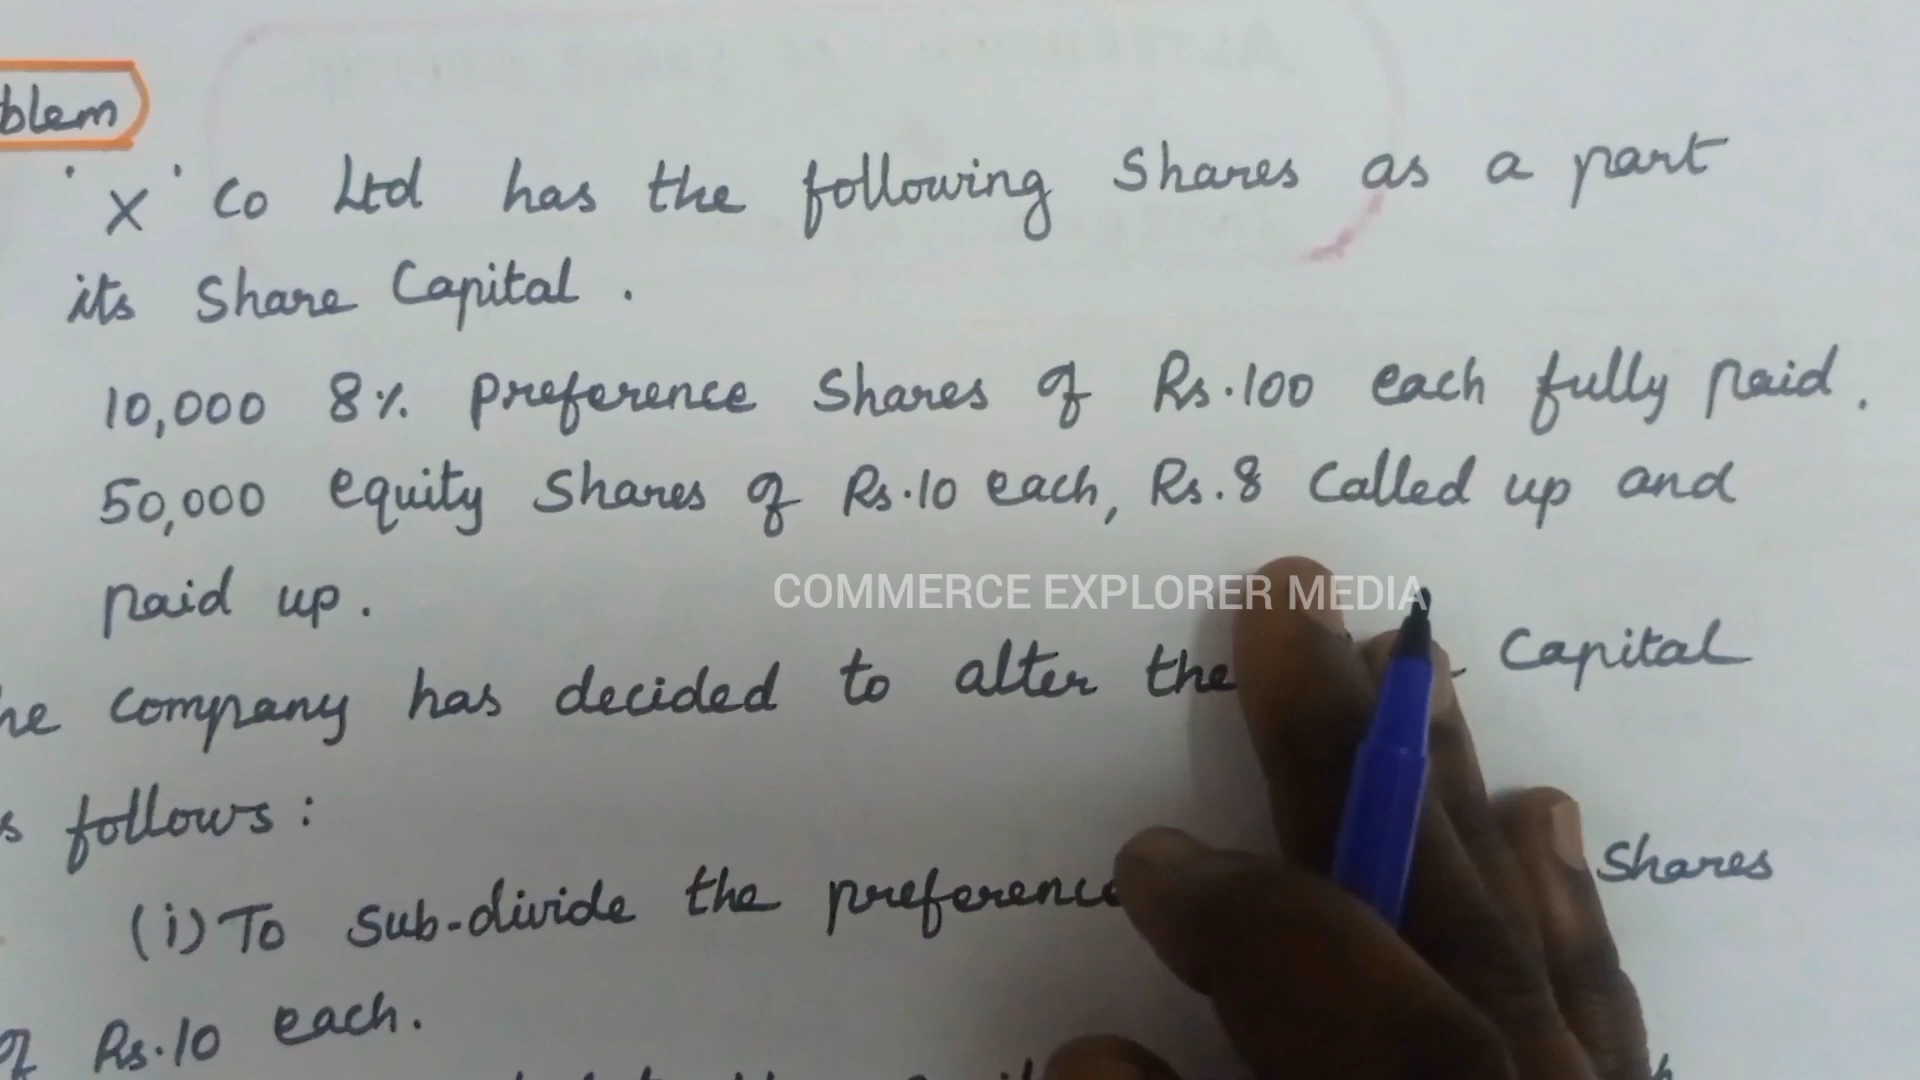 blem
'X' Co Ltd has the following Shares as a part
its Share Capital.
10,000 8% Preference Shares of Rs.100 each fully paid.
50,000 equity Shares of Rs.10 each, Rs.8 Called up and
paid up.
COMMERCE EXPLORER MEDIA
he Company has decided to alter the Capital
s follows:
(i) To Sub-divide the preference Shares
of Rs.10 each.